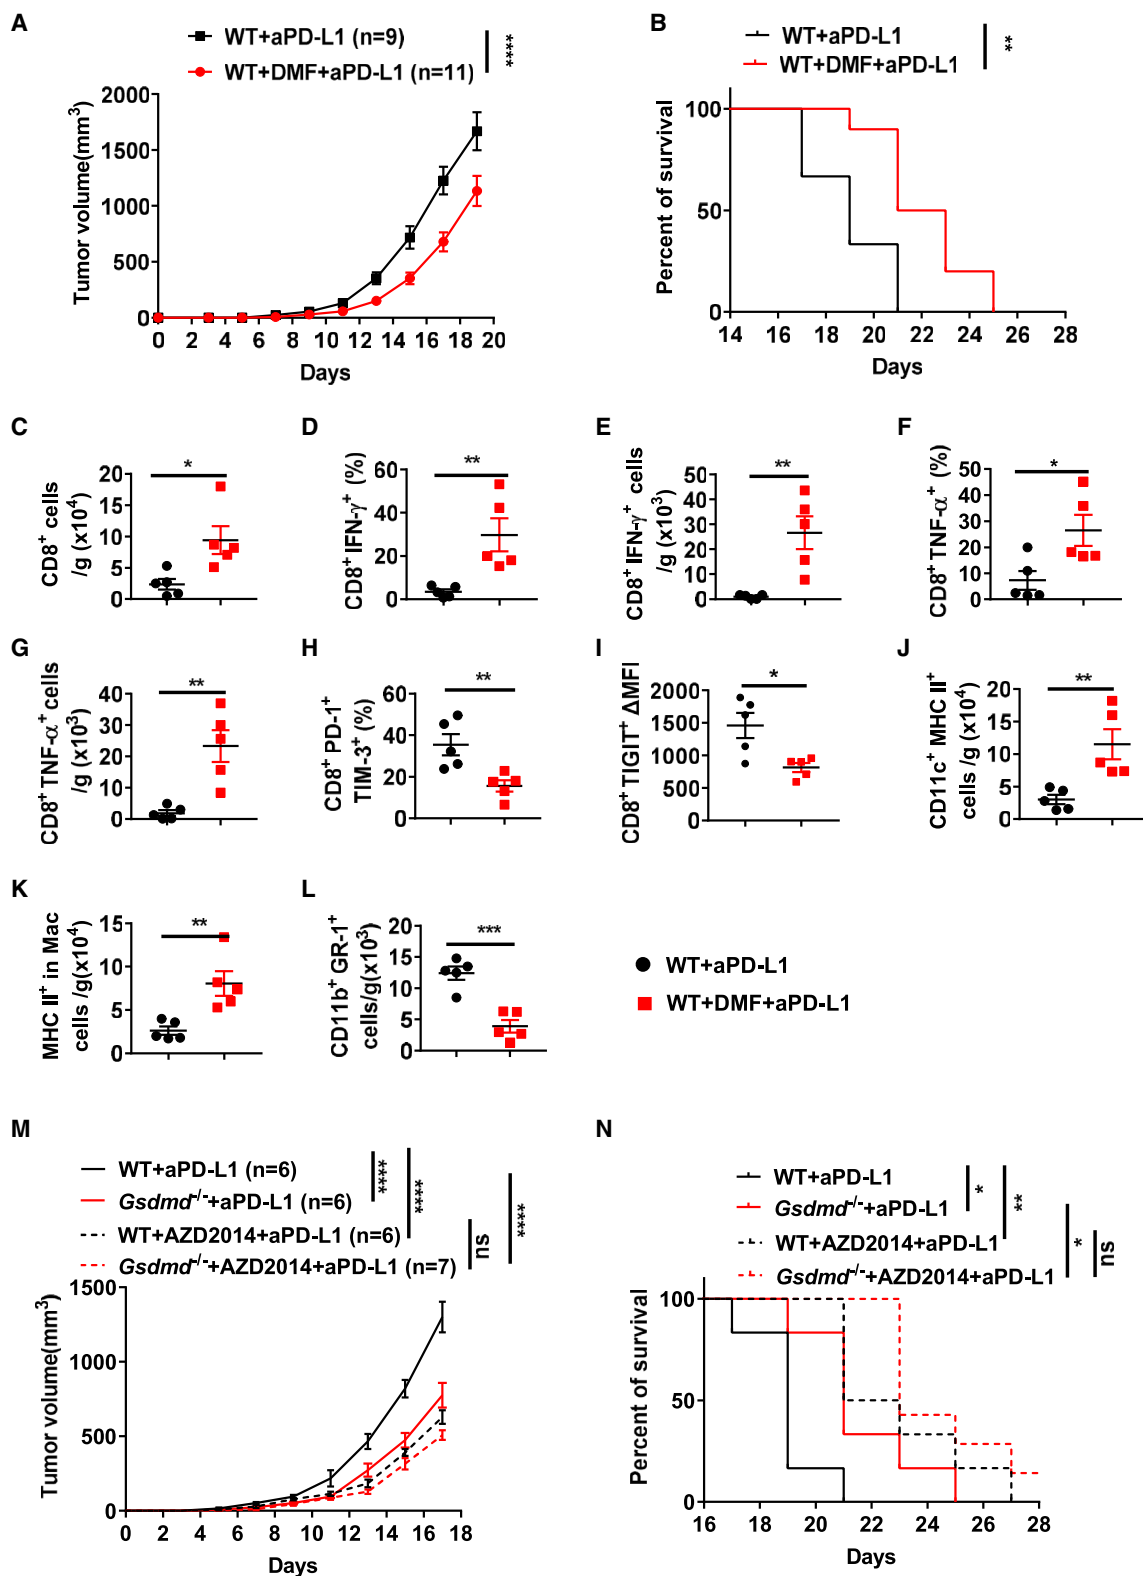 A
WT+aPD-L1 (n=9)
WT+DMF+aPD-L1 (n=11)
****
Tumor volume(mm³)
2000
1500
1000
500
0
0 2 4 6 8 10 12 14 16 18 20
Days
B
WT+aPD-L1
WT+DMF+aPD-L1
**
Percent of survival
100
50
0
14 16 18 20 22 24 26 28
Days
C
CD8⁺ cells
/g (x10⁴)
20
15
10
5
0
*
D
CD8⁺ IFN-γ⁺ (%)
60
40
20
0
**
E
CD8⁺ IFN-γ⁺ cells
/g (x10³)
50
40
30
20
10
0
**
F
CD8⁺ TNF-α⁺ (%)
50
40
30
20
10
0
*
G
CD8⁺ TNF-α⁺ cells
/g (x10³)
40
30
20
10
0
**
H
CD8⁺ PD-1⁺
TIM-3⁺ (%)
60
40
20
0
**
I
CD8⁺ TIGIT⁺ ΔMFI
2000
1500
1000
500
0
*
J
CD11c⁺ MHC II⁺
cells /g (x10⁴)
20
15
10
5
0
**
K
MHC II⁺ in Mac
cells /g(x10⁴)
15
10
5
0
**
L
CD11b⁺ GR-1⁺
cells/g(x10³)
20
15
10
5
0
***
WT+aPD-L1
WT+DMF+aPD-L1
M
WT+aPD-L1 (n=6)
Gsdmd⁻/⁻+aPD-L1 (n=6)
WT+AZD2014+aPD-L1 (n=6)
Gsdmd⁻/⁻+AZD2014+aPD-L1 (n=7)
****
****
ns
****
Tumor volume(mm³)
1500
1000
500
0
0 2 4 6 8 10 12 14 16 18
Days
N
WT+aPD-L1
Gsdmd⁻/⁻+aPD-L1
WT+AZD2014+aPD-L1
Gsdmd⁻/⁻+AZD2014+aPD-L1
*
**
*
ns
Percent of survival
100
50
0
16 18 20 22 24 26 28
Days